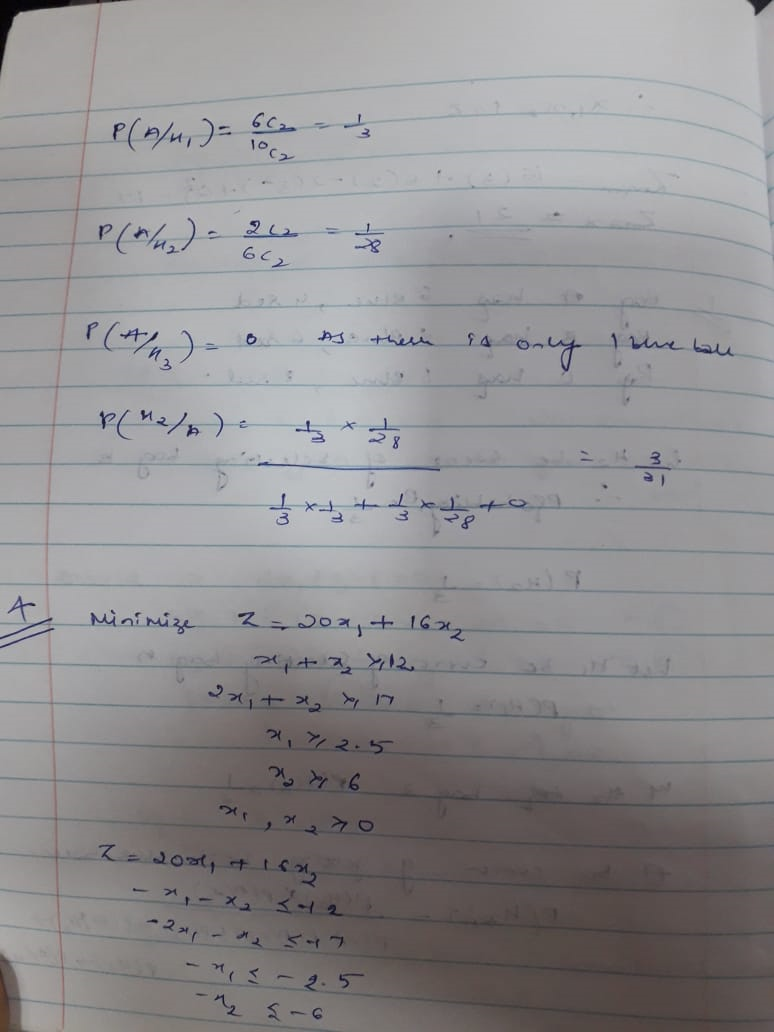 P(A/H₁) = 6C₂/10C₂ = 1/3
P(A/H₂) = 2C₂/6C₂ = 1/28
P(A/H₃) = 0 As there is only 1 blue ball
P(H₂/A) = (1/3 × 1/28)/(1/3 × 1/3 + 1/3 × 1/28 + 0) = 3/31
4 Minimize Z = 20x₁ + 16x₂
x₁ + x₂ ≥ 12
2x₁ + x₂ ≥ 17
x₁ ≥ 2.5
x₂ ≥ 6
x₁, x₂ ≥ 0
Z = 20x₁ + 16x₂
-x₁ - x₂ ≤ -12
-2x₁ - x₂ ≤ -17
-x₁ ≤ -2.5
-x₂ ≤ -6